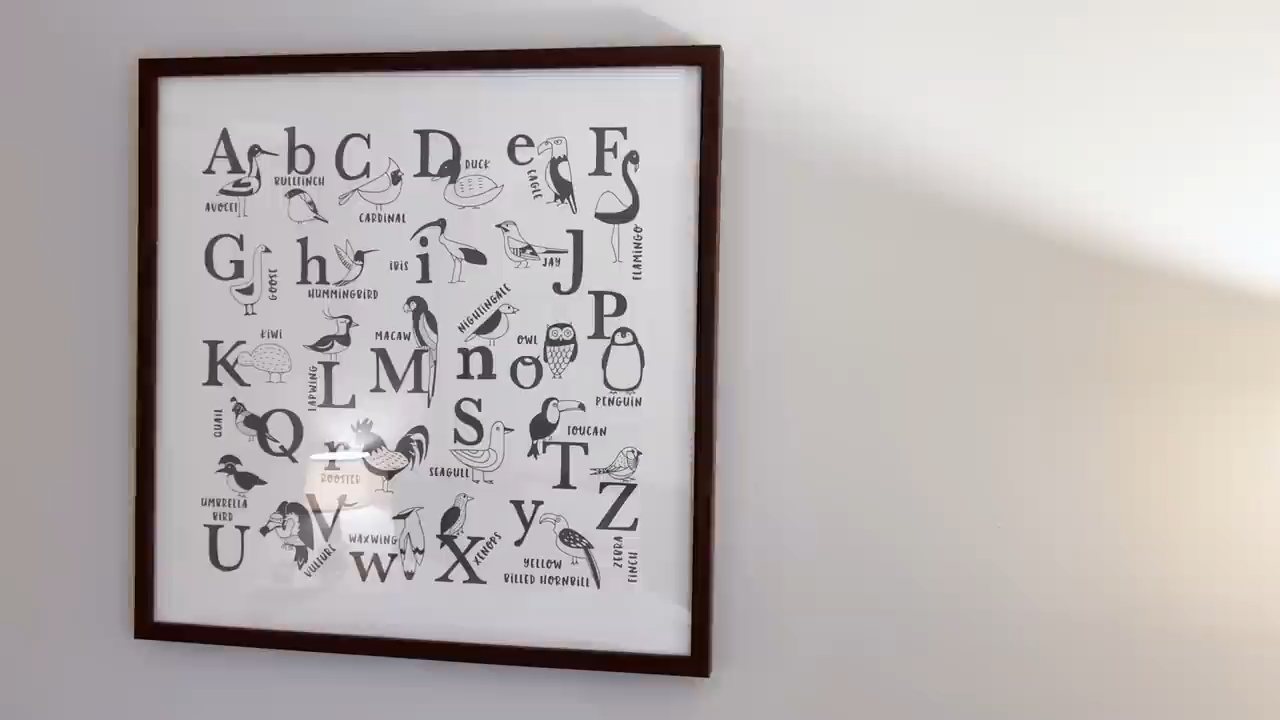 A b C D e F
AVOCET
BULLFINCH
CARDINAL
DUCK
EAGLE
FLAMINGO
G h i J
GOOSE
HUMMINGBIRD
IBIS
JAY
K L M n o P
KIWI
LAPWING
MACAW
NIGHTINGALE
OWL
PENGUIN
Q r S T
QUAIL
ROOSTER
SEAGULL
TOUCAN
U V W X y Z
UMBRELLA
BIRD
VULTURE
WAXWING
XENOPS
YELLOW
BILLED HORNBILL
ZEBRA
FINCH